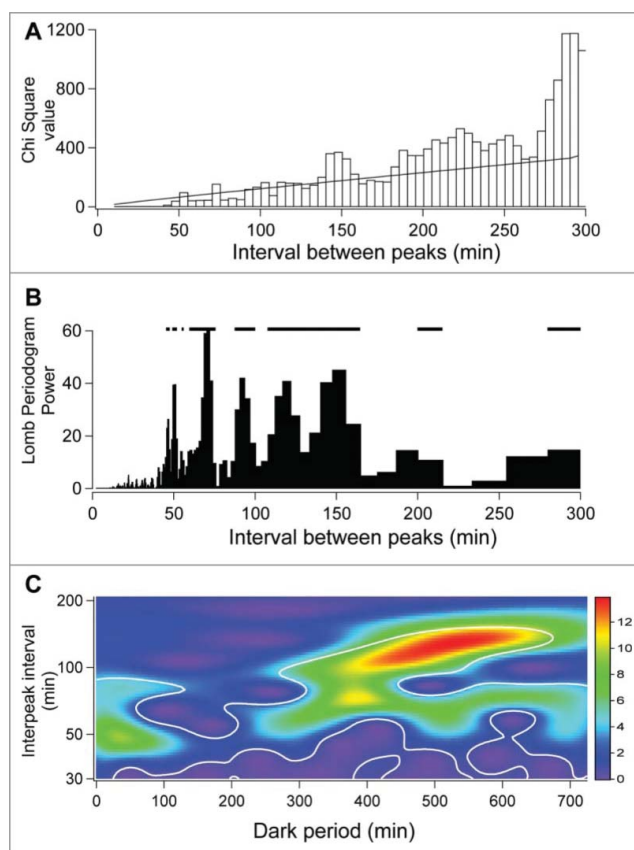 A
1200
800
400
0
Chi Square
value
0 50 100 150 200 250 300
Interval between peaks (min)
B
60
40
20
0
Lomb Periodogram
Power
0 50 100 150 200 250 300
Interval between peaks (min)
C
200
100
50
30
Interpeak interval
(min)
0 100 200 300 400 500 600 700
Dark period (min)
12
10
8
6
4
2
0